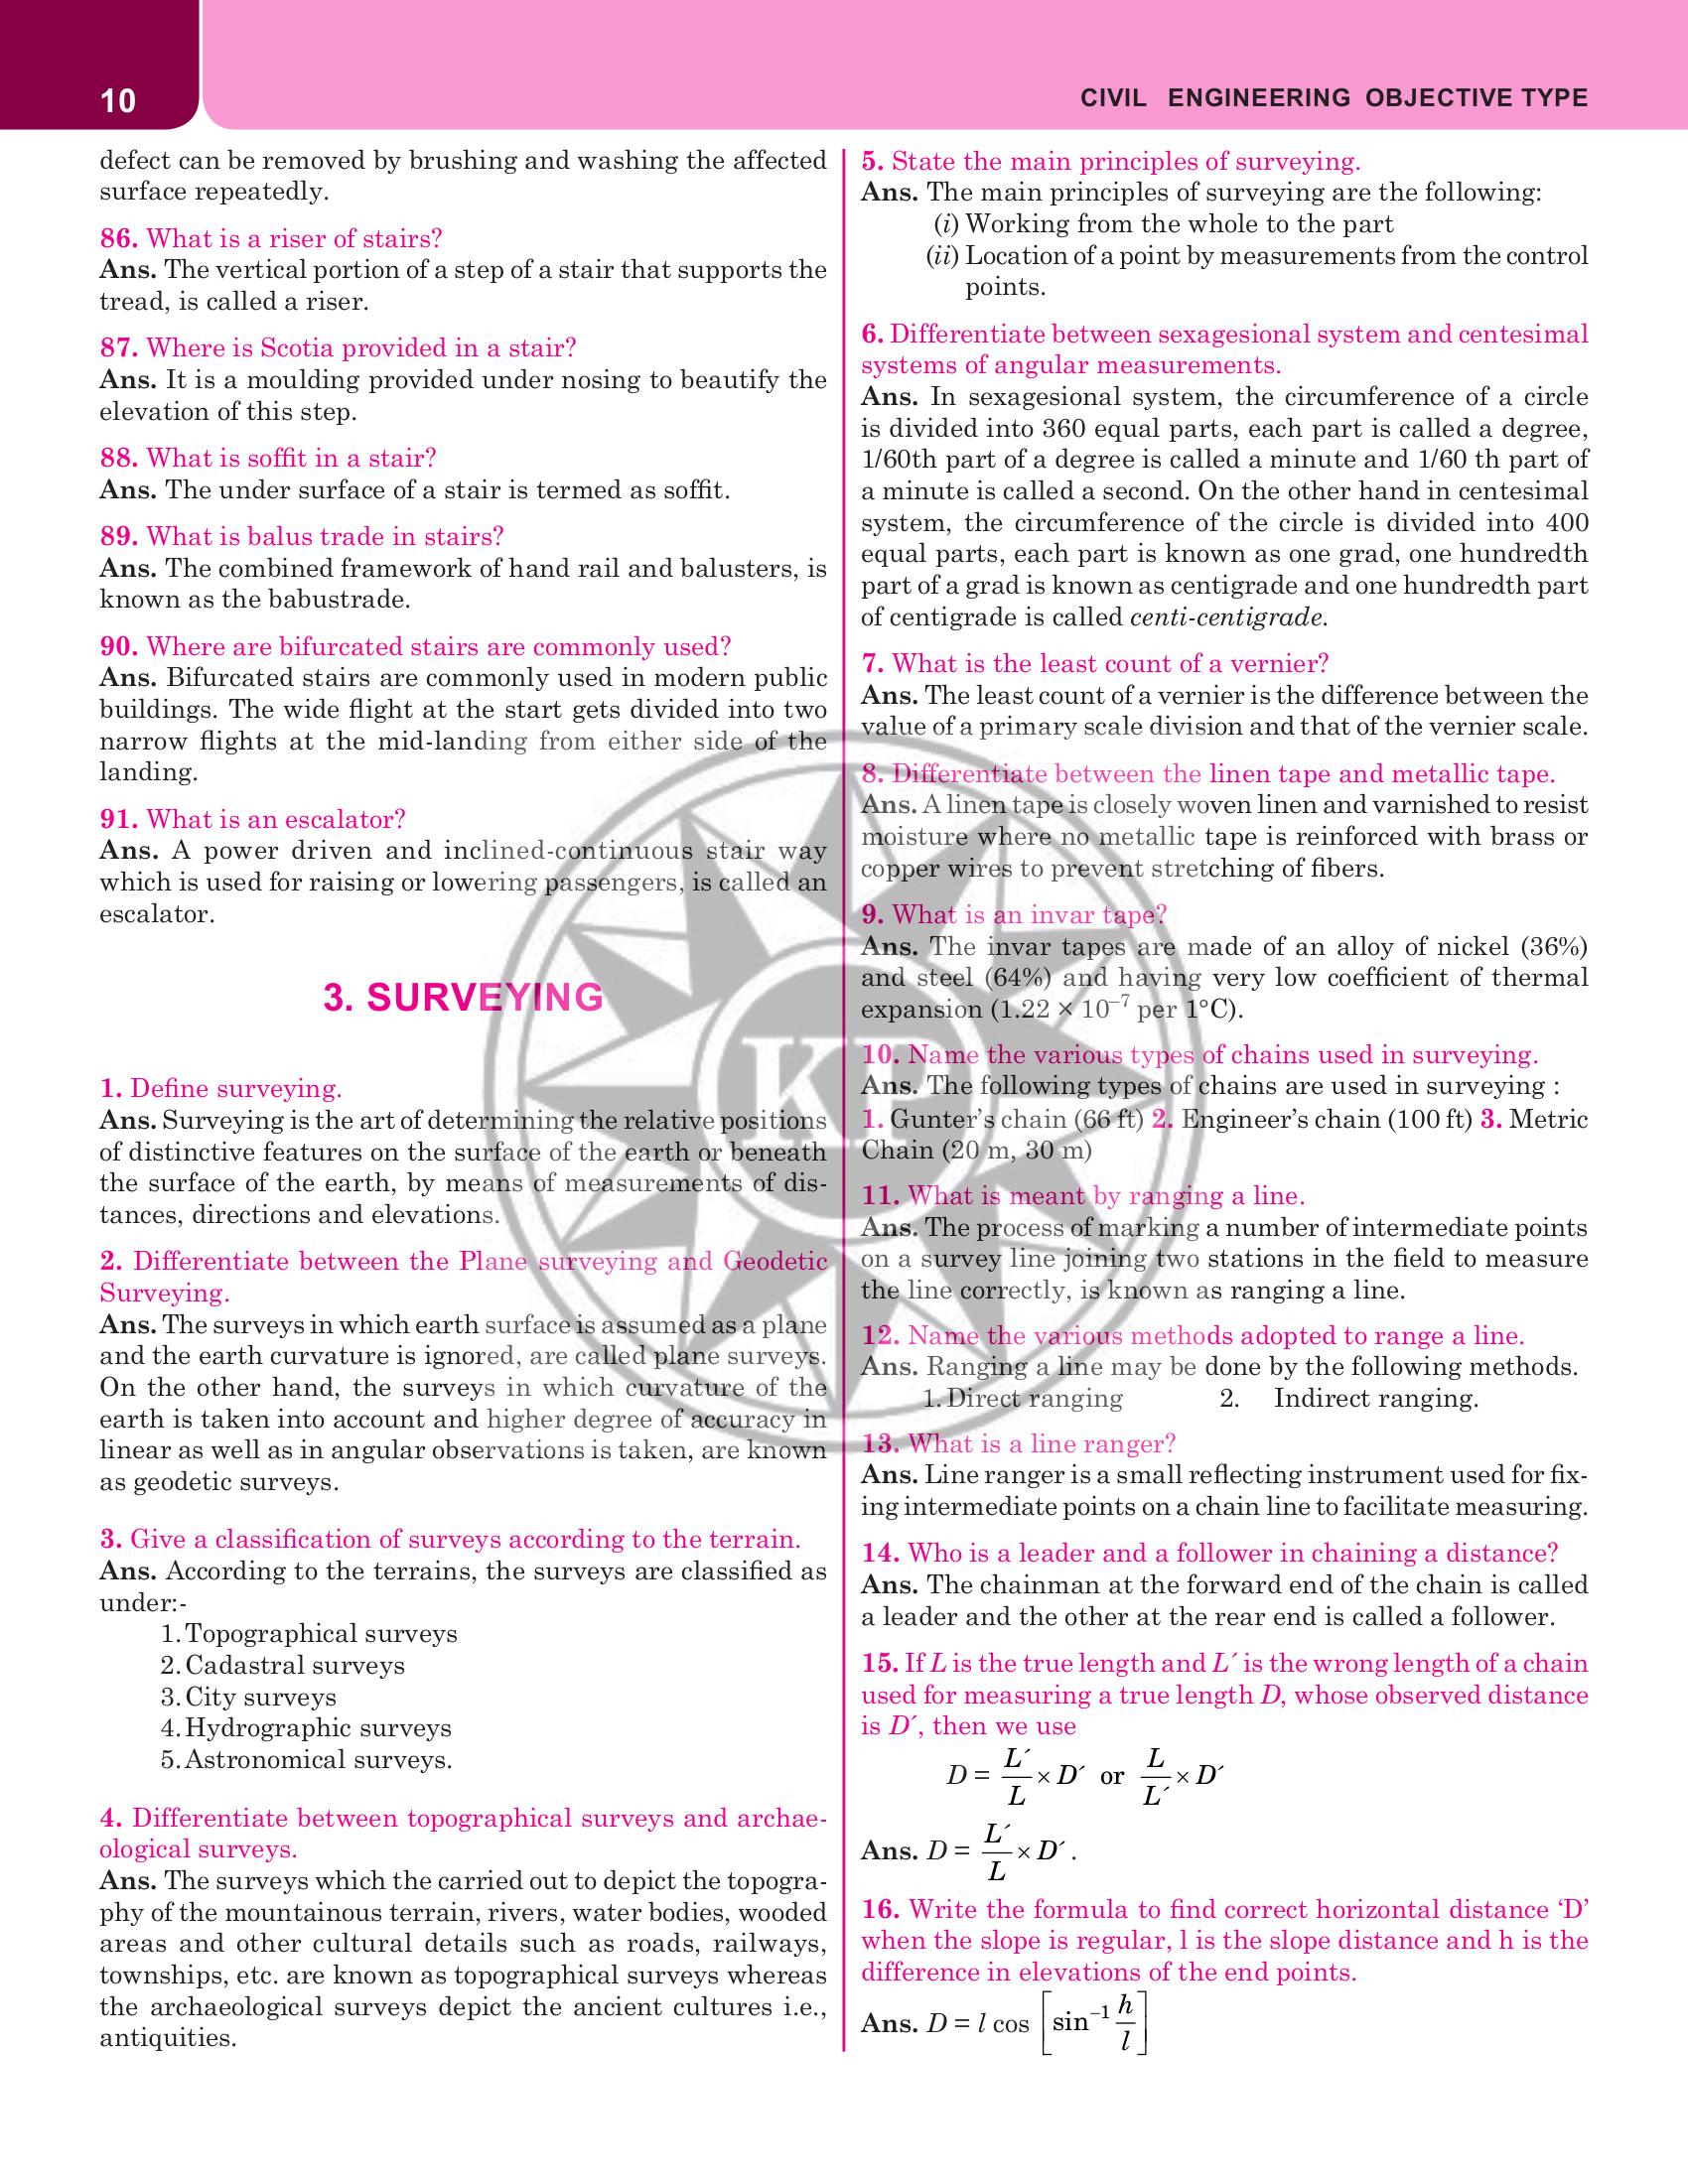 10
CIVIL ENGINEERING OBJECTIVE TYPE
defect can be removed by brushing and washing the affected
surface repeatedly.
86. What is a riser of stairs?
Ans. The vertical portion of a step of a stair that supports the
tread, is called a riser.
87. Where is Scotia provided in a stair?
Ans. It is a moulding provided under nosing to beautify the
elevation of this step.
88. What is soffit in a stair?
Ans. The under surface of a stair is termed as soffit.
89. What is balus trade in stairs?
Ans. The combined framework of hand rail and balusters, is
known as the babustrade.
90. Where are bifurcated stairs are commonly used?
Ans. Bifurcated stairs are commonly used in modern public
buildings. The wide flight at the start gets divided into two
narrow flights at the mid-landing from either side of the
landing.
91. What is an escalator?
Ans. A power driven and inclined-continuous stair way
which is used for raising or lowering passengers, is called an
escalator.
3. SURVEYING
1. Define surveying.
Ans. Surveying is the art of determining the relative positions
of distinctive features on the surface of the earth or beneath
the surface of the earth, by means of measurements of dis-
tances, directions and elevations.
2. Differentiate between the Plane surveying and Geodetic
Surveying.
Ans. The surveys in which earth surface is assumed as a plane
and the earth curvature is ignored, are called plane surveys.
On the other hand, the surveys in which curvature of the
earth is taken into account and higher degree of accuracy in
linear as well as in angular observations is taken, are known
as geodetic surveys.
3. Give a classification of surveys according to the terrain.
Ans. According to the terrains, the surveys are classified as
under:-
1. Topographical surveys
2. Cadastral surveys
3. City surveys
4. Hydrographic surveys
5. Astronomical surveys.
4. Differentiate between topographical surveys and archae-
ological surveys.
Ans. The surveys which the carried out to depict the topogra-
phy of the mountainous terrain, rivers, water bodies, wooded
areas and other cultural details such as roads, railways,
townships, etc. are known as topographical surveys whereas
the archaeological surveys depict the ancient cultures i.e.,
antiquities.
5. State the main principles of surveying.
Ans. The main principles of surveying are the following:
(i) Working from the whole to the part
(ii) Location of a point by measurements from the control
points.
6. Differentiate between sexagesional system and centesimal
systems of angular measurements.
Ans. In sexagesional system, the circumference of a circle
is divided into 360 equal parts, each part is called a degree,
1/60th part of a degree is called a minute and 1/60 th part of
a minute is called a second. On the other hand in centesimal
system, the circumference of the circle is divided into 400
equal parts, each part is known as one grad, one hundredth
part of a grad is known as centigrade and one hundredth part
of centigrade is called centi-centigrade.
7. What is the least count of a vernier?
Ans. The least count of a vernier is the difference between the
value of a primary scale division and that of the vernier scale.
8. Differentiate between the linen tape and metallic tape.
Ans. A linen tape is closely woven linen and varnished to resist
moisture where no metallic tape is reinforced with brass or
copper wires to prevent stretching of fibers.
9. What is an invar tape?
Ans. The invar tapes are made of an alloy of nickel (36%)
and steel (64%) and having very low coefficient of thermal
expansion (1.22 × 10⁻⁷ per 1°C).
10. Name the various types of chains used in surveying.
Ans. The following types of chains are used in surveying :
1. Gunter's chain (66 ft) 2. Engineer's chain (100 ft) 3. Metric
Chain (20 m, 30 m)
11. What is meant by ranging a line.
Ans. The process of marking a number of intermediate points
on a survey line joining two stations in the field to measure
the line correctly, is known as ranging a line.
12. Name the various methods adopted to range a line.
Ans. Ranging a line may be done by the following methods.
1. Direct ranging 2. Indirect ranging.
13. What is a line ranger?
Ans. Line ranger is a small reflecting instrument used for fix-
ing intermediate points on a chain line to facilitate measuring.
14. Who is a leader and a follower in chaining a distance?
Ans. The chainman at the forward end of the chain is called
a leader and the other at the rear end is called a follower.
15. If L is the true length and L´ is the wrong length of a chain
used for measuring a true length D, whose observed distance
is D´, then we use
D = L´/L × D´ or L/L´ × D´
Ans. D = L´/L × D´.
16. Write the formula to find correct horizontal distance ‘D’
when the slope is regular, l is the slope distance and h is the
difference in elevations of the end points.
Ans. D = l cos [sin⁻¹ h/l]
KP